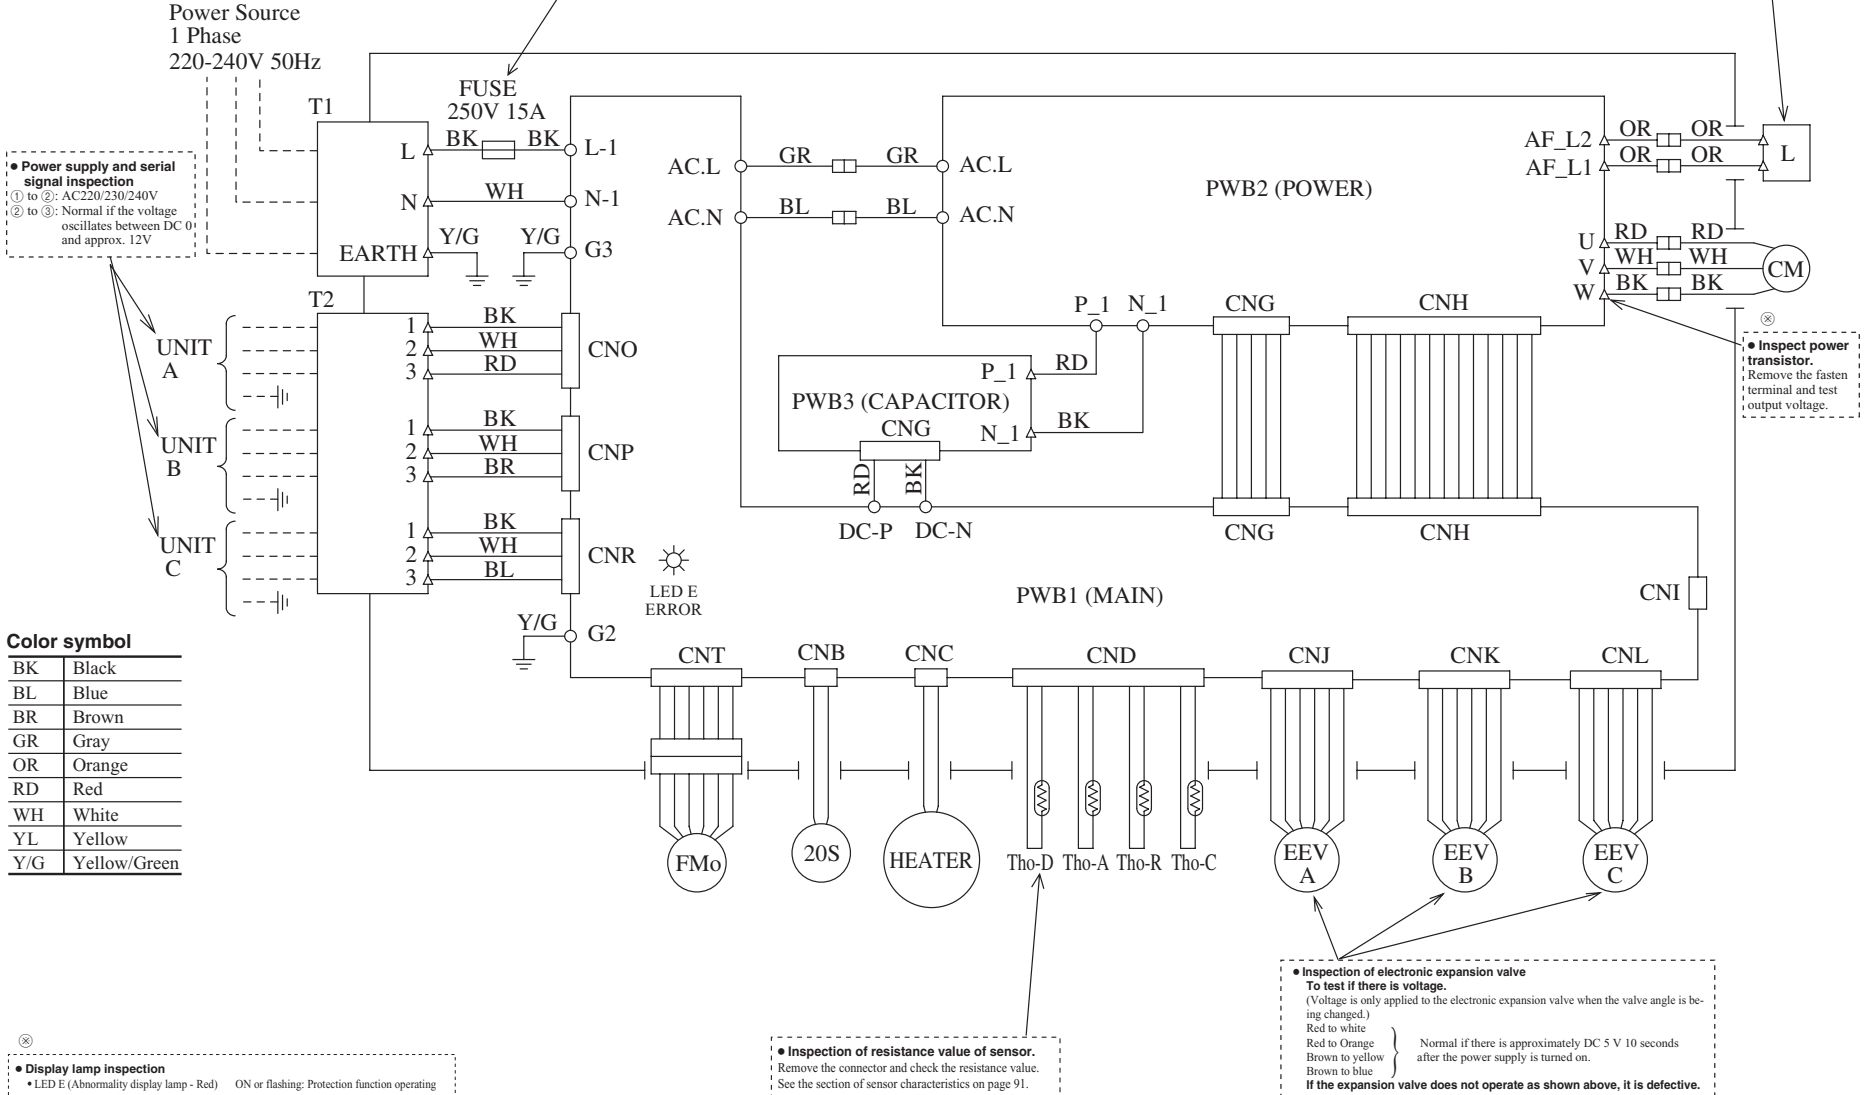 Power Source
1 Phase
220-240V 50Hz
T1
FUSE
250V 15A
L
BK
BK
L-1
N
WH
N-1
EARTH
Y/G
Y/G
G3
AC.L
GR
GR
AC.L
AC.N
BL
BL
AC.N
PWB2 (POWER)
AF_L2
OR
OR
AF_L1
OR
OR
L
U
RD
RD
V
WH
WH
W
BK
BK
CM
• Power supply and serial
signal inspection
① to ②: AC220/230/240V
② to ③: Normal if the voltage
oscillates between DC 0
and approx. 12V
T2
UNIT
A
1
BK
2
WH
3
RD
CNO
UNIT
B
1
BK
2
WH
3
BR
CNP
UNIT
C
1
BK
2
WH
3
BL
CNR
P_1
N_1
CNG
CNH
P_1
RD
PWB3 (CAPACITOR)
CNG
N_1
BK
RD
BK
DC-P
DC-N
CNG
CNH
※
• Inspect power
transistor.
Remove the fasten
terminal and test
output voltage.
LED E
ERROR
PWB1 (MAIN)
CNI
Y/G
G2
CNT
CNB
CNC
CND
CNJ
CNK
CNL
Color symbol
BK Black
BL Blue
BR Brown
GR Gray
OR Orange
RD Red
WH White
YL Yellow
Y/G Yellow/Green
FMo
20S
HEATER
Tho-D
Tho-A
Tho-R
Tho-C
EEV
A
EEV
B
EEV
C
※
• Display lamp inspection
• LED E (Abnormality display lamp - Red) ON or flashing: Protection function operating
• Inspection of resistance value of sensor.
Remove the connector and check the resistance value.
See the section of sensor characteristics on page 91.
• Inspection of electronic expansion valve
To test if there is voltage.
(Voltage is only applied to the electronic expansion valve when the valve angle is be-
ing changed.)
Red to white
Red to Orange
Brown to yellow
Brown to blue
Normal if there is approximately DC 5 V 10 seconds
after the power supply is turned on.
If the expansion valve does not operate as shown above, it is defective.